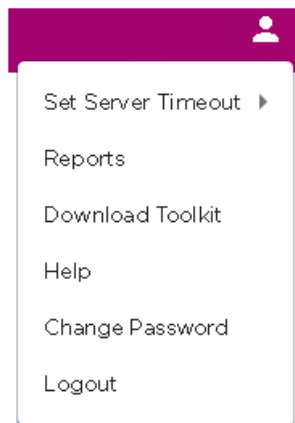 Set Server Timeout
Reports
Download Toolkit
Help
Change Password
Logout